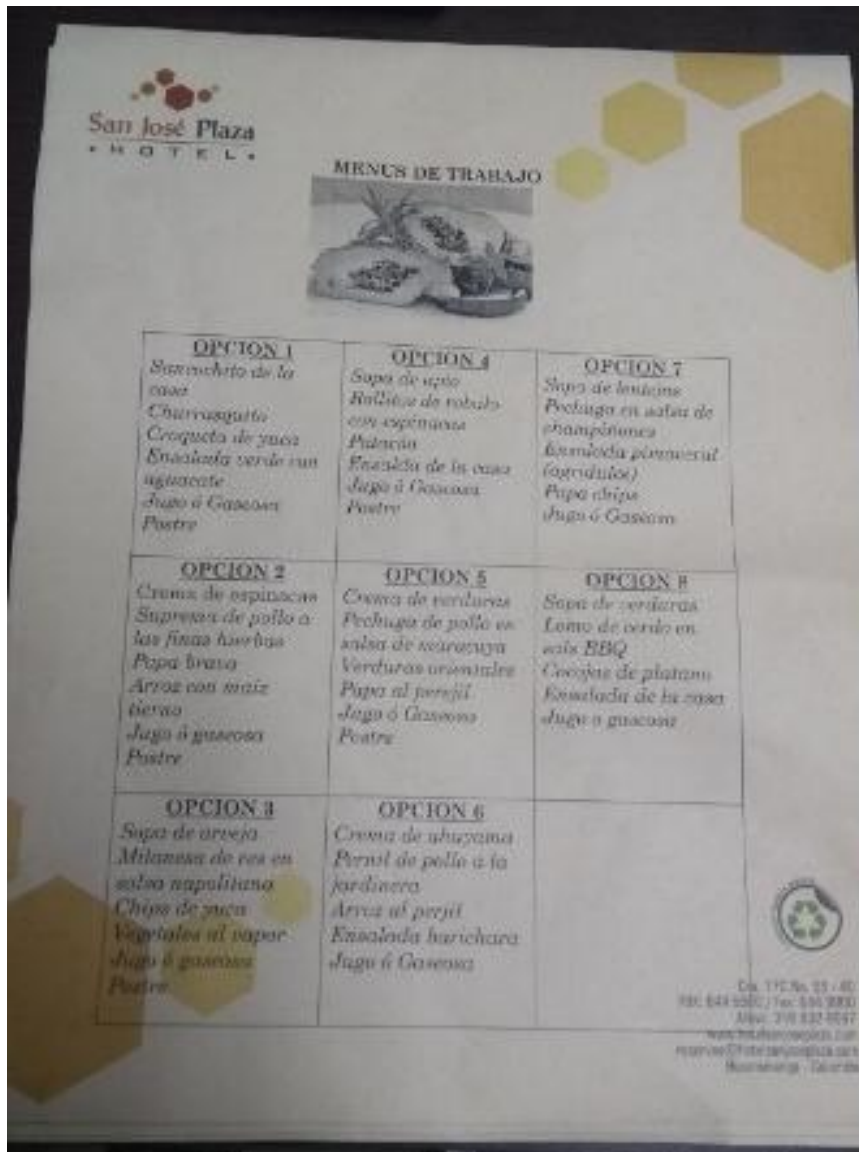 San José Plaza
HOTEL
MENUS DE TRABAJO
OPCION 1
Sancochito de la
casa
Churrasquito
Croqueta de yuca
Ensalada verde con
aguacate
Jugo ó Gaseosa
Postre
OPCION 4
Sopa de apio
Rollitos de robalo
con espinacas
Patacón
Ensalda de la casa
Jugo ó Gaseosa
Postre
OPCION 7
Sopa de lentejas
Pechuga en salsa de
champiñones
Ensalada primaveral
(agridulce)
Papa chips
Jugo ó Gaseosa
OPCION 2
Crema de espinacas
Suprema de pollo a
las finas hierbas
Papa brava
Arroz con maiz
tierno
Jugo ó gaseosa
Postre
OPCION 5
Crema de verduras
Pechuga de pollo en
salsa de maracuya
Verduras orientales
Papa al perejil
Jugo ó Gaseosa
Postre
OPCION 8
Sopa de verduras
Lomo de cerdo en
BBQ
de platano
Ensalada de la casa
Jugo o gaseosa
OPCION 3
Sopa de arveja
Milanesa de res en
salsa napolitana
Chips de yuca
Vegetales al vapor
Jugo ó gaseosa
Postre
OPCION 6
Crema de ahuyama
Pernil de pollo a la
jardinera
Arroz al perjil
Ensalada barichara
Jugo ó Gaseosa
Bucaramanga - Colombia